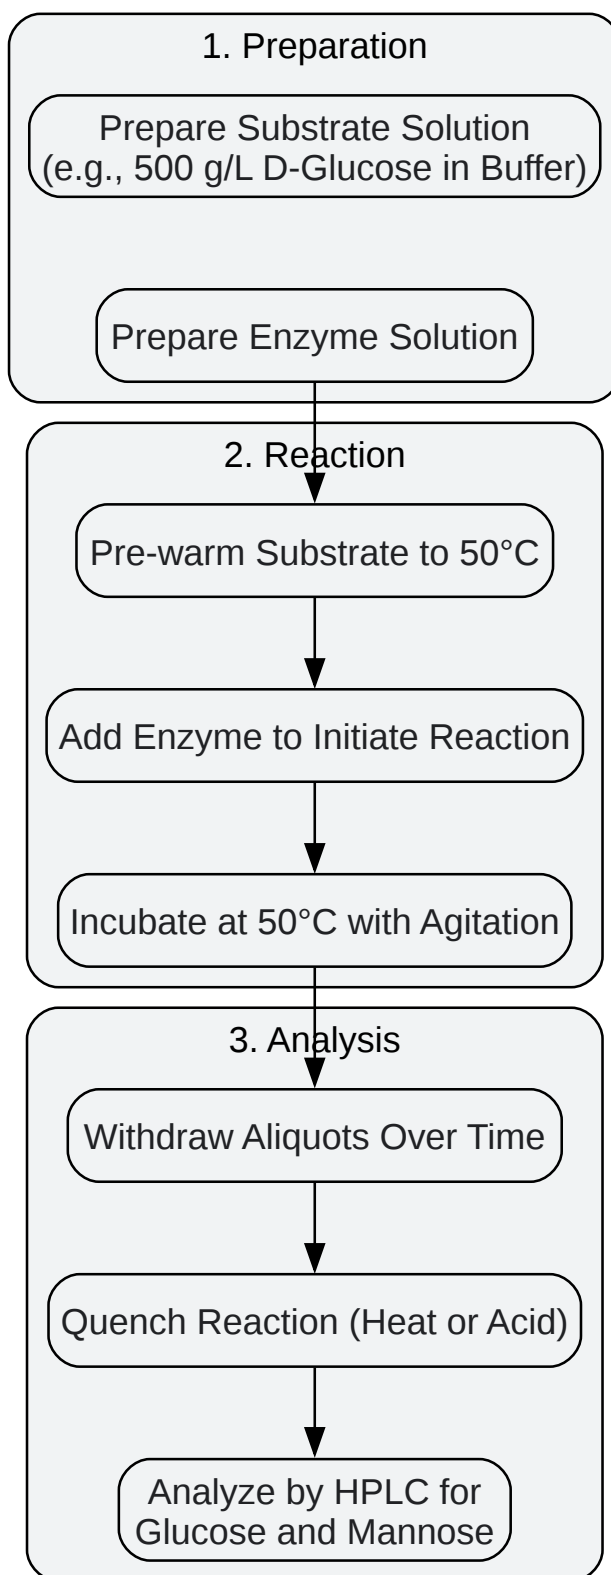 1. Preparation
Prepare Substrate Solution
(e.g., 500 g/L D-Glucose in Buffer)
Prepare Enzyme Solution
2. Reaction
Pre-warm Substrate to 50°C
Add Enzyme to Initiate Reaction
Incubate at 50°C with Agitation
3. Analysis
Withdraw Aliquots Over Time
Quench Reaction (Heat or Acid)
Analyze by HPLC for
Glucose and Mannose